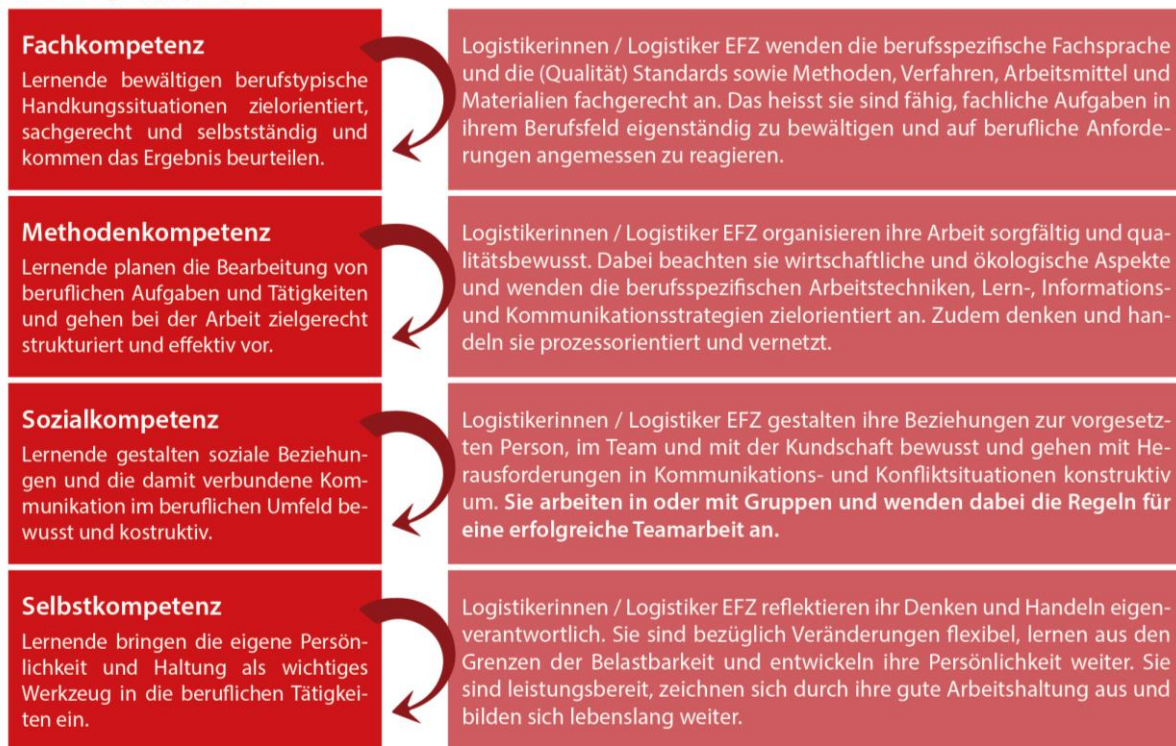 Fachkompetenz
Lernende bewältigen berufstypische
Handkungssituationen zielorientiert,
sachgerecht und selbstständig und
kommen das Ergebnis beurteilen.
Logistikerinnen / Logistiker EFZ wenden die berufsspezifische Fachsprache
und die (Qualität) Standards sowie Methoden, Verfahren, Arbeitsmittel und
Materialien fachgerecht an. Das heisst sie sind fähig, fachliche Aufgaben in
ihrem Berufsfeld eigenständig zu bewältigen und auf berufliche Anforde-
rungen angemessen zu reagieren.
Methodenkompetenz
Lernende planen die Bearbeitung von
beruflichen Aufgaben und Tätigkeiten
und gehen bei der Arbeit zielgerecht
strukturiert und effektiv vor.
Logistikerinnen / Logistiker EFZ organisieren ihre Arbeit sorgfältig und qua-
litätsbewusst. Dabei beachten sie wirtschaftliche und ökologische Aspekte
und wenden die berufsspezifischen Arbeitstechniken, Lern-, Informations-
und Kommunikationsstrategien zielorientiert an. Zudem denken und han-
deln sie prozessorientiert und vernetzt.
Sozialkompetenz
Lernende gestalten soziale Beziehun-
gen und die damit verbundene Kom-
munikation im beruflichen Umfeld be-
wusst und kostruktiv.
Logistikerinnen / Logistiker EFZ gestalten ihre Beziehungen zur vorgesetz-
ten Person, im Team und mit der Kundschaft bewusst und gehen mit He-
rausforderungen in Kommunikations- und Konfliktsituationen konstruktiv
um. Sie arbeiten in oder mit Gruppen und wenden dabei die Regeln für
eine erfolgreiche Teamarbeit an.
Selbstkompetenz
Lernende bringen die eigene Persön-
lichkeit und Haltung als wichtiges
Werkzeug in die beruflichen Tätigkei-
ten ein.
Logistikerinnen / Logistiker EFZ reflektieren ihr Denken und Handeln eigen-
verantwortlich. Sie sind bezüglich Veränderungen flexibel, lernen aus den
Grenzen der Belastbarkeit und entwickeln ihre Persönlichkeit weiter. Sie
sind leistungsbereit, zeichnen sich durch ihre gute Arbeitshaltung aus und
bilden sich lebenslang weiter.